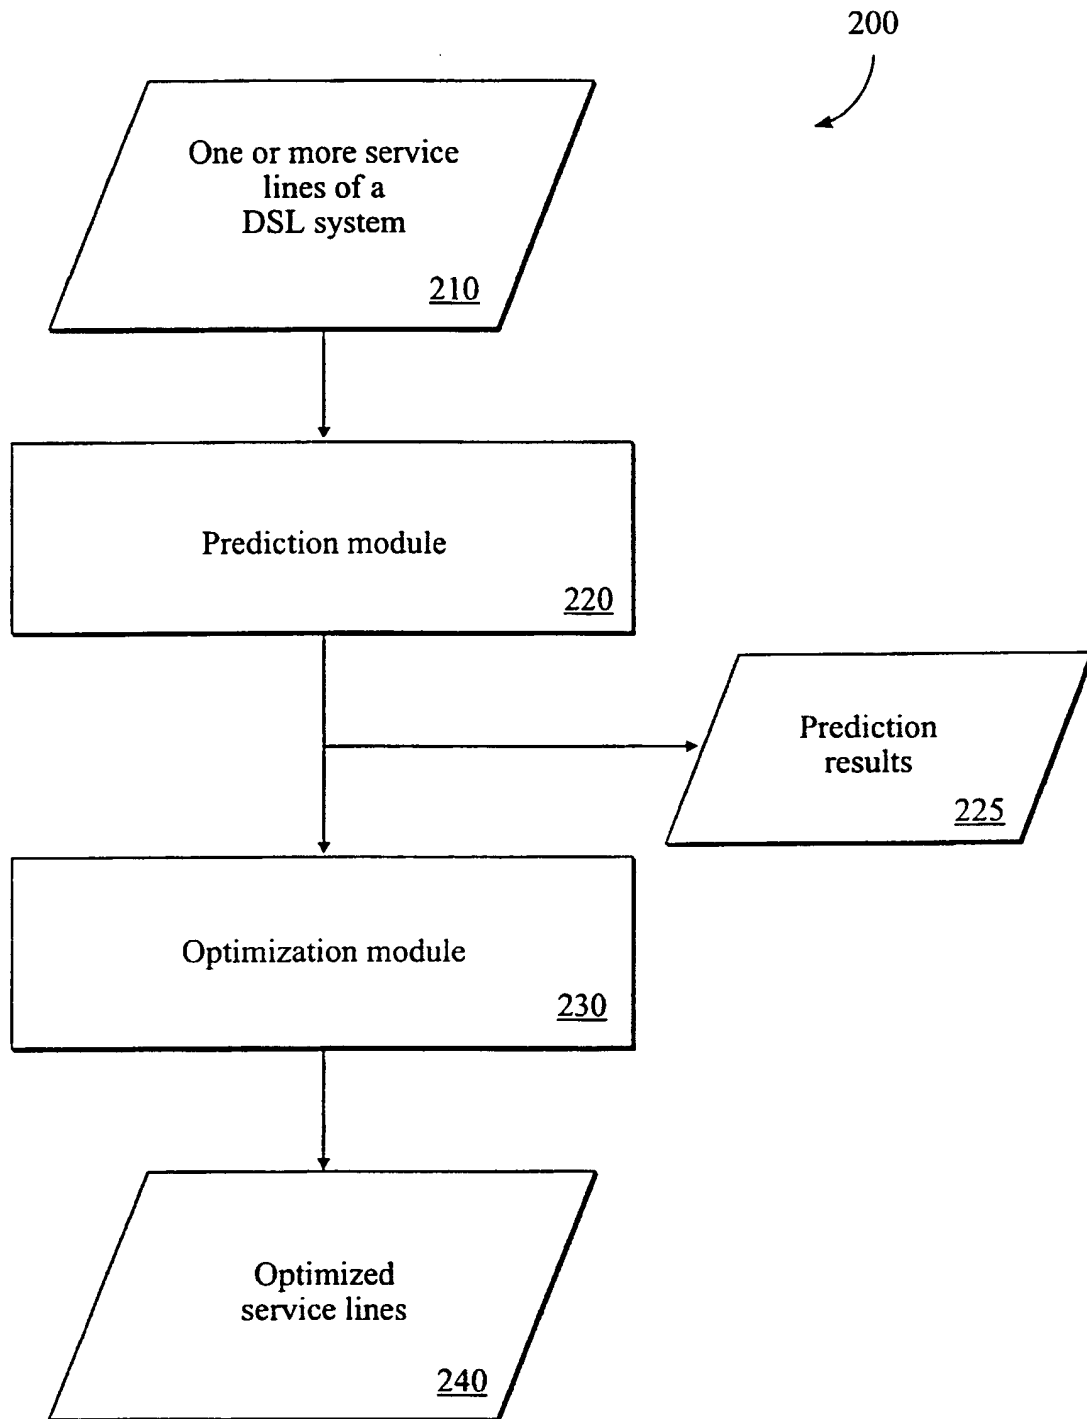 200
One or more service
lines of a
DSL system
210
Prediction module
220
Prediction
results
225
Optimization module
230
Optimized
service lines
240